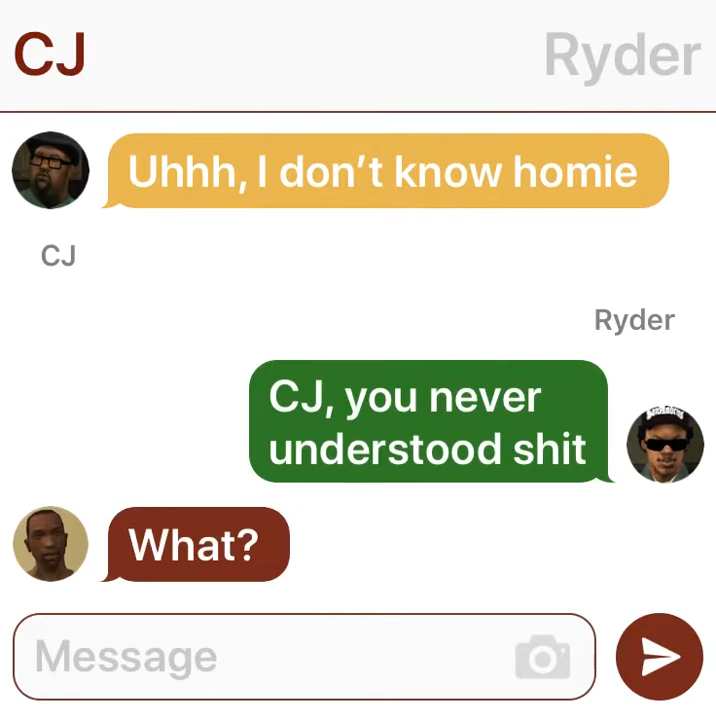 CJ
Ryder
Uhhh, I don’t know homie
CJ
Ryder
CJ, you never
understood shit
What?
Message